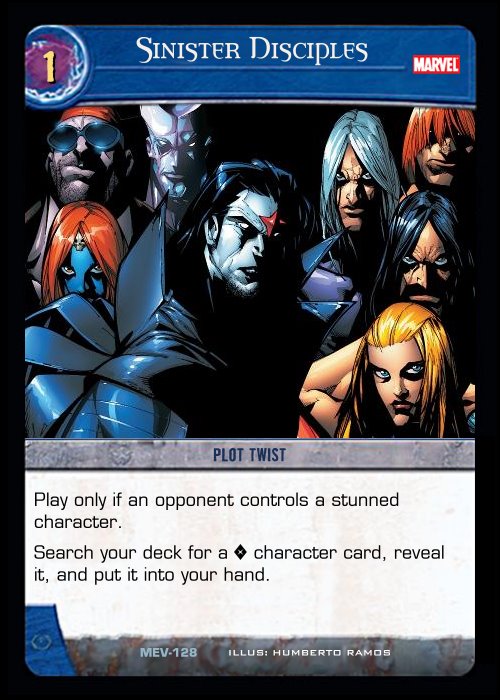 1
SINISTER DISCIPLES
MARVEL
PLOT TWIST
Play only if an opponent controls a stunned
character.
Search your deck for a character card, reveal
it, and put it into your hand.
MEV-128 ILLUS: HUMBERTO RAMOS